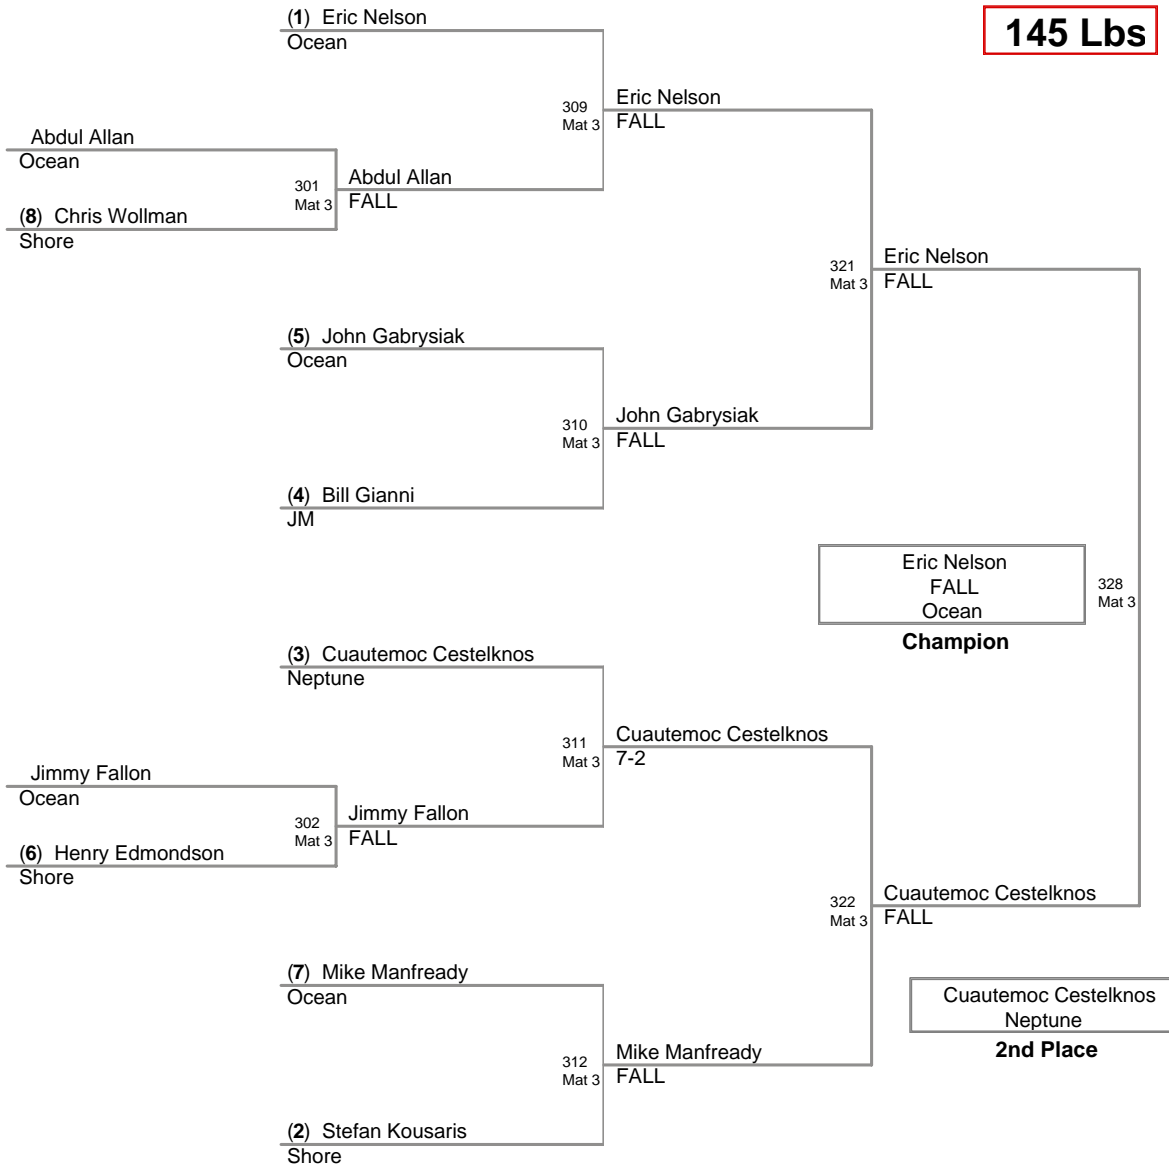 (1) Eric Nelson
Ocean
145 Lbs
309
Mat 3
Eric Nelson
FALL
Abdul Allan
Ocean
301
Mat 3
Abdul Allan
FALL
(8) Chris Wollman
Shore
321
Mat 3
Eric Nelson
FALL
(5) John Gabrysiak
Ocean
310
Mat 3
John Gabrysiak
FALL
(4) Bill Gianni
JM
Eric Nelson
FALL
Ocean
Champion
328
Mat 3
(3) Cuautemoc Cestelknos
Neptune
311
Mat 3
Cuautemoc Cestelknos
7-2
Jimmy Fallon
Ocean
302
Mat 3
Jimmy Fallon
FALL
(6) Henry Edmondson
Shore
322
Mat 3
Cuautemoc Cestelknos
FALL
(7) Mike Manfready
Ocean
Cuautemoc Cestelknos
Neptune
2nd Place
312
Mat 3
Mike Manfready
FALL
(2) Stefan Kousaris
Shore